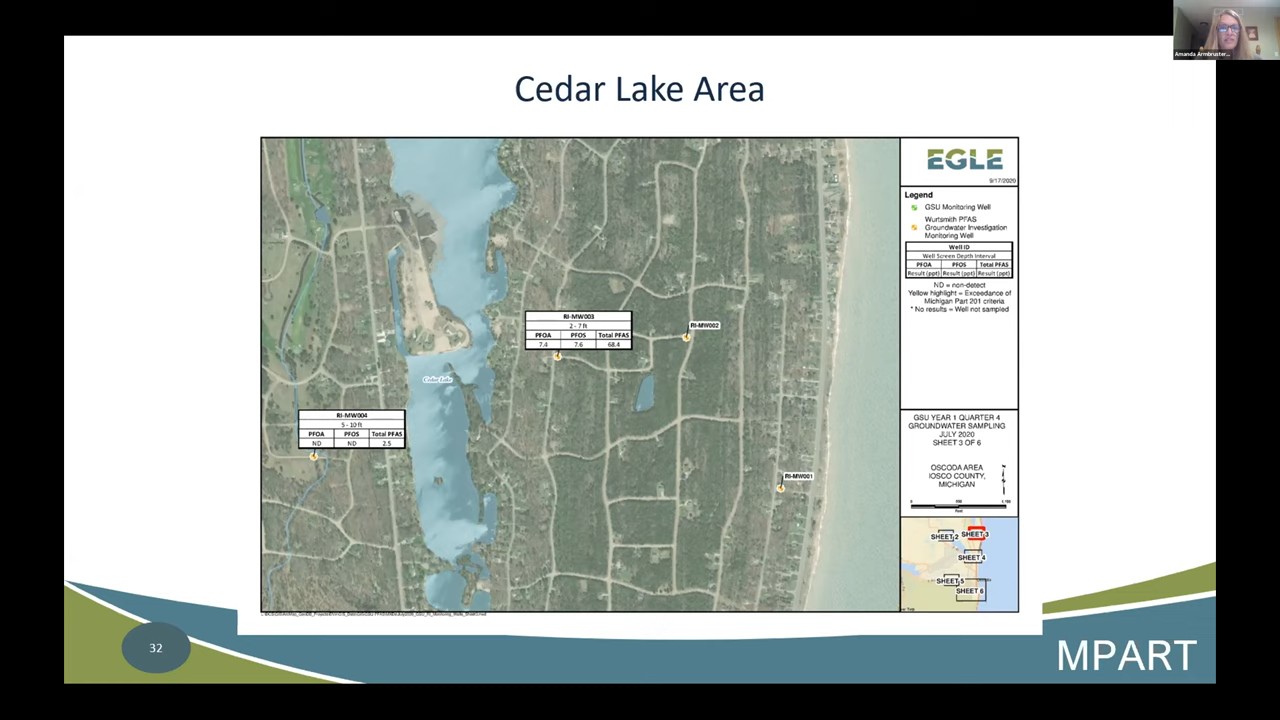 Amanda Armbruster...
Cedar Lake Area
EGLE
9/17/2020
Legend
GSU Monitoring Well
Wurtsmith PFAS
Groundwater Investigation
Monitoring Well
Well ID
Well Screen Depth Interval
PFOA PFOS Total PFAS
Result (ppt) Result (ppt) Result (ppt)
ND = non-detect
Yellow highlight = Exceedance of
Michigan Part 201 criteria
* No results = Well not sampled
RI-MW003
2 - 7 ft
PFOA PFOS Total PFAS
7.4 7.6 68.4
RI-MW002
Cedar Lake
RI-MW004
5 - 10 ft
PFOA PFOS Total PFAS
ND ND 2.5
RI-MW001
GSU YEAR 1 QUARTER 4
GROUNDWATER SAMPLING
JULY 2020
SHEET 3 OF 6
OSCODA AREA
IOSCO COUNTY,
MICHIGAN
Feet
SHEET 2
SHEET 3
SHEET 4
SHEET 5
SHEET 6
32
MPART